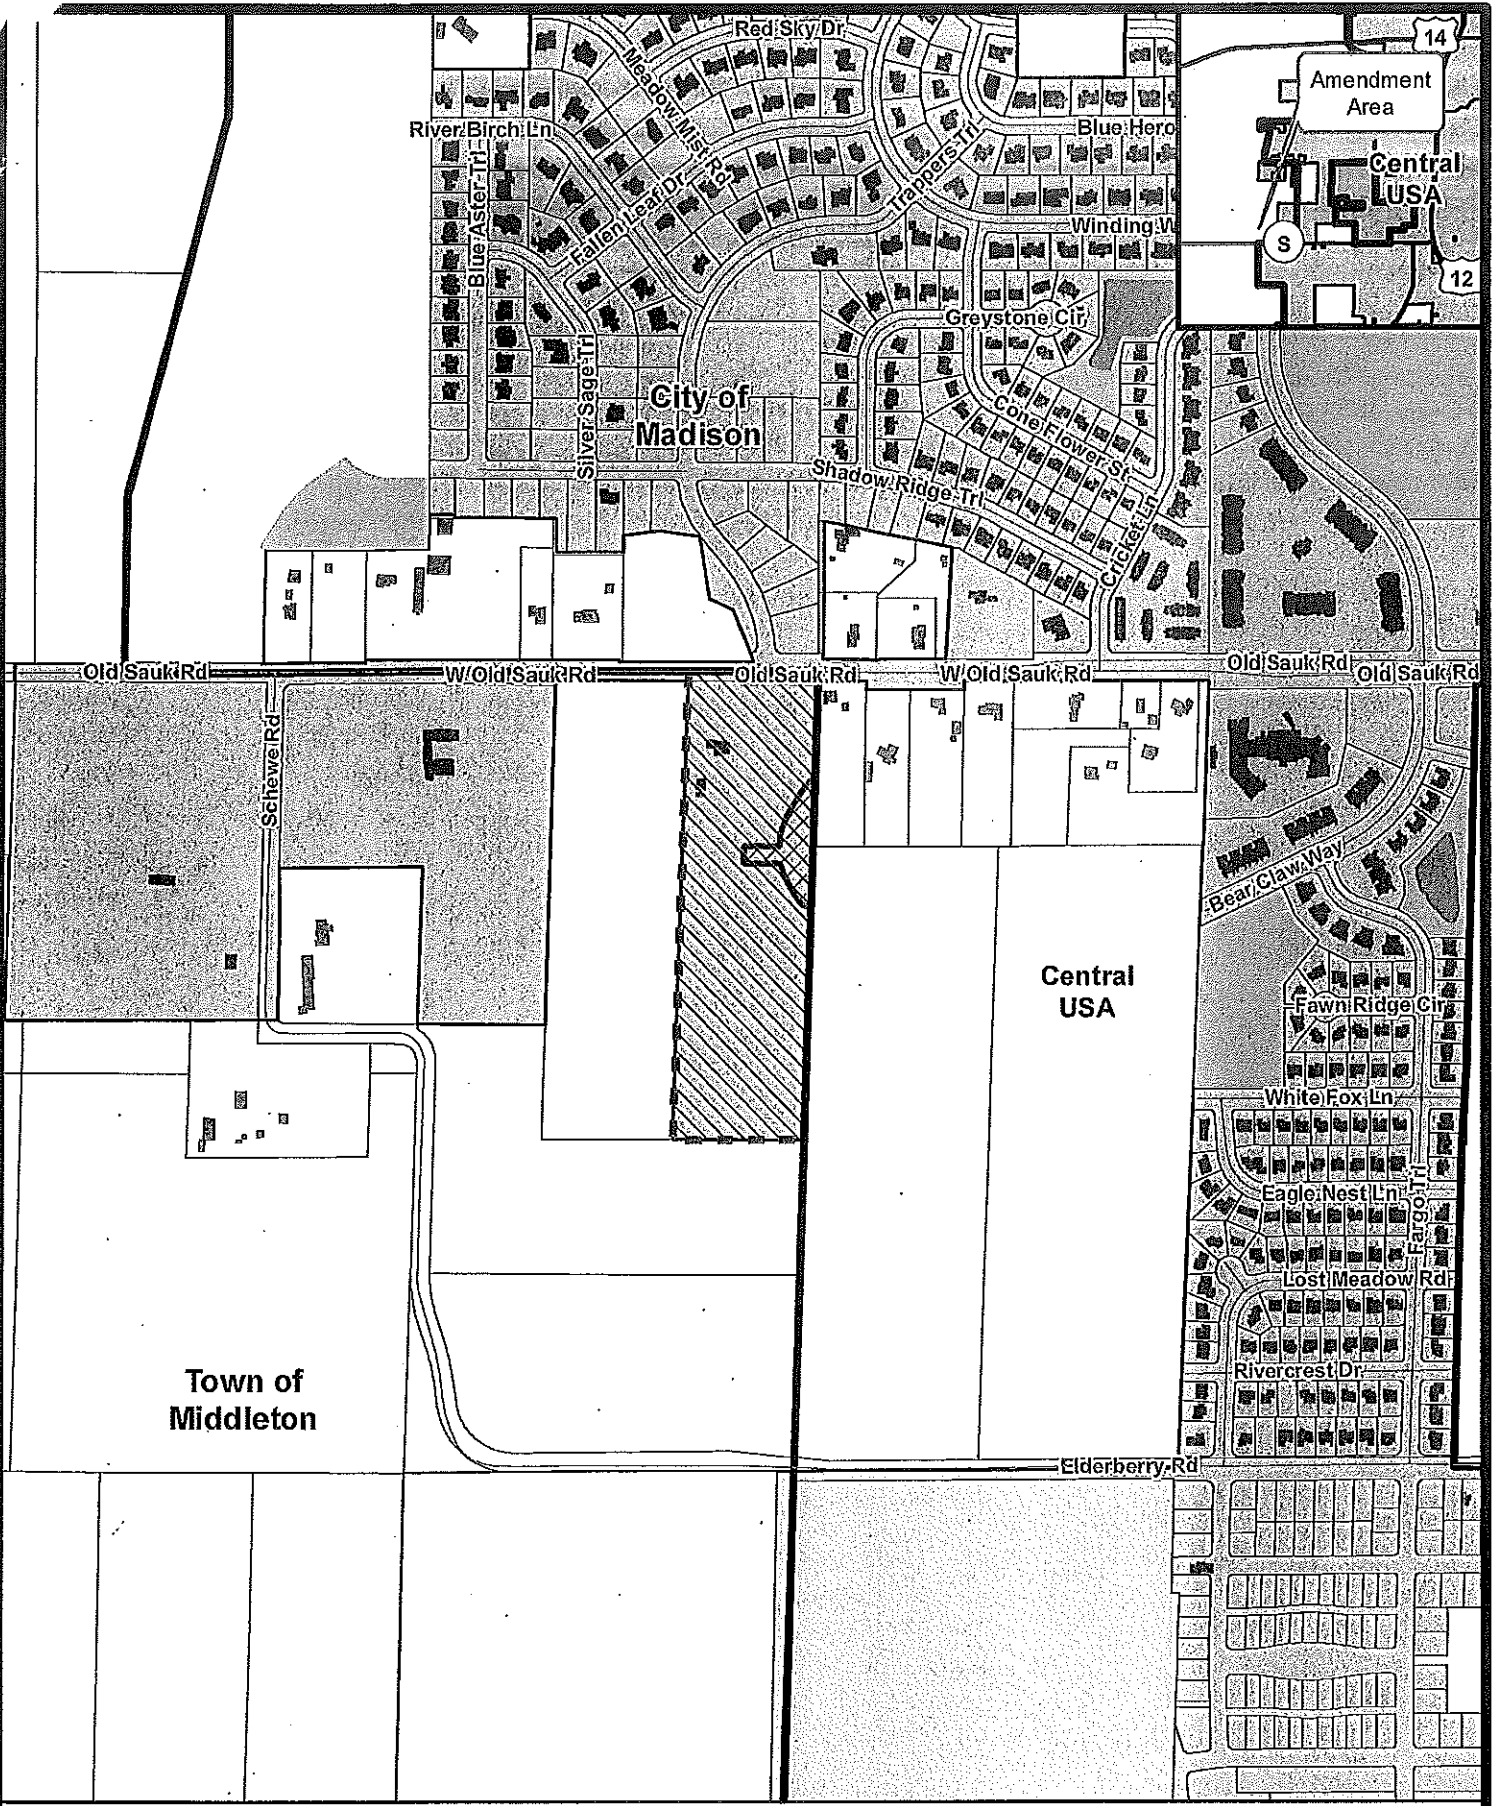 Red Sky Dr
14
Amendment
Area
Meadow Mist Rd
River Birch Ln
Blue Hero
Central
USA
Blue Aster Trl
Fallen Leaf Dr
Trappers Trl
Winding W
S
12
Greystone Cir
Silver Sage Trl
City of
Madison
Cone Flower St
Shadow Ridge Trl
Cricket Ln
Old Sauk Rd
W Old Sauk Rd
Old Sauk Rd
W Old Sauk Rd
Old Sauk Rd
Old Sauk Rd
Schewe Rd
Bear Claw Way
Central
USA
Fawn Ridge Cir
White Fox Ln
Eagle Nest Ln
Fargo Trl
Lost Meadow Rd
Rivercrest Dr
Town of
Middleton
Elderberry Rd